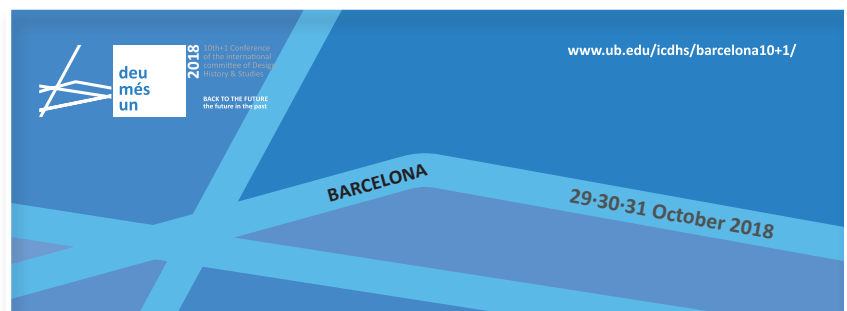 deu
més
un
2018
10th+1 Conference
of the international
committee of Design
History & Studies
BACK TO THE FUTURE
the future in the past
www.ub.edu/icdhs/barcelona10+1/
BARCELONA
29·30·31 October 2018